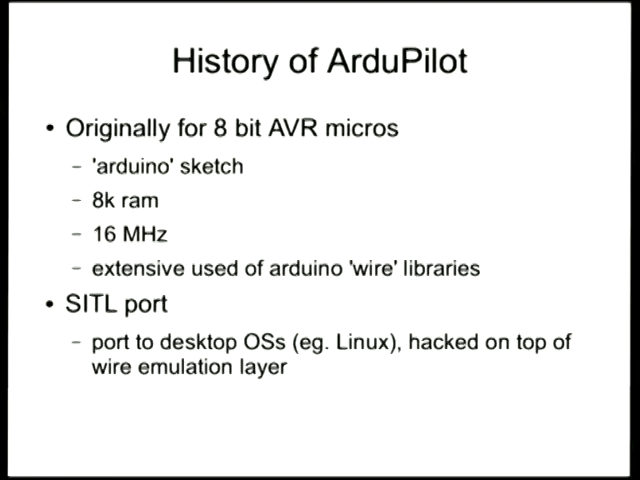 History of ArduPilot
• Originally for 8 bit AVR micros
– 'arduino' sketch
– 8k ram
– 16 MHz
– extensive used of arduino 'wire' libraries
• SITL port
– port to desktop OSs (eg. Linux), hacked on top of
wire emulation layer